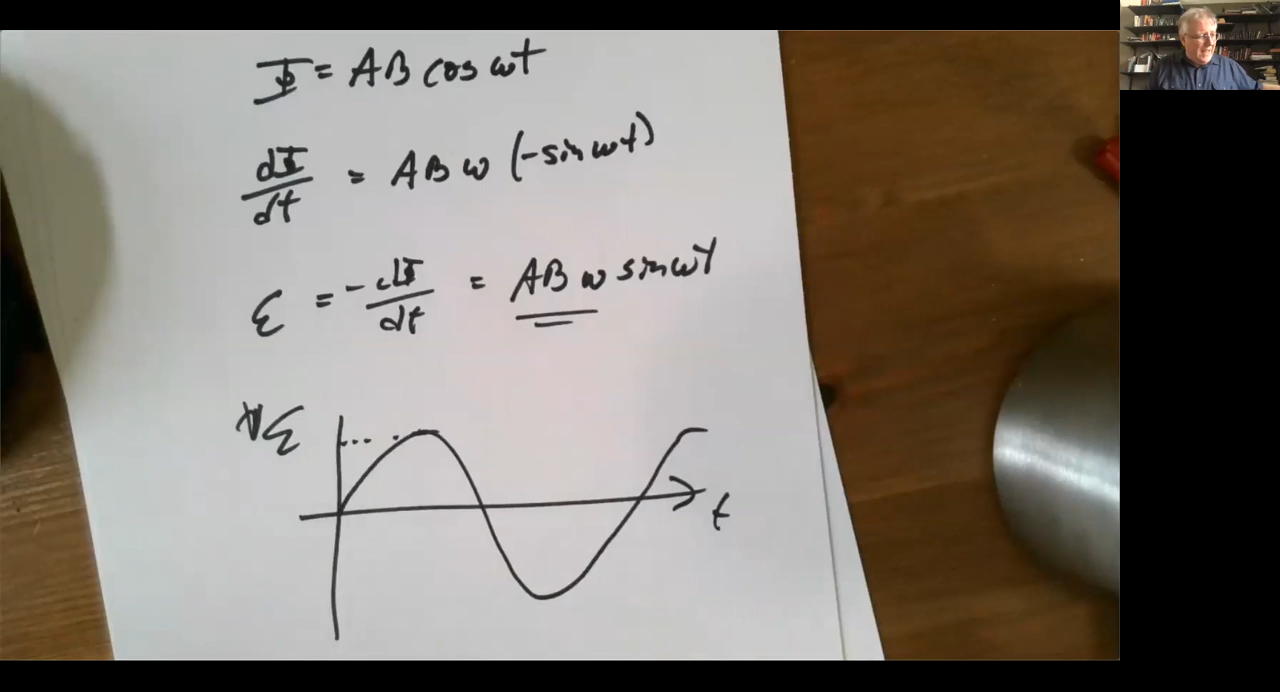 Φ = AB cos ωt
dΦ/dt = ABω (-sin ωt)
ε = -dΦ/dt = ABω sin ωt
ε
t